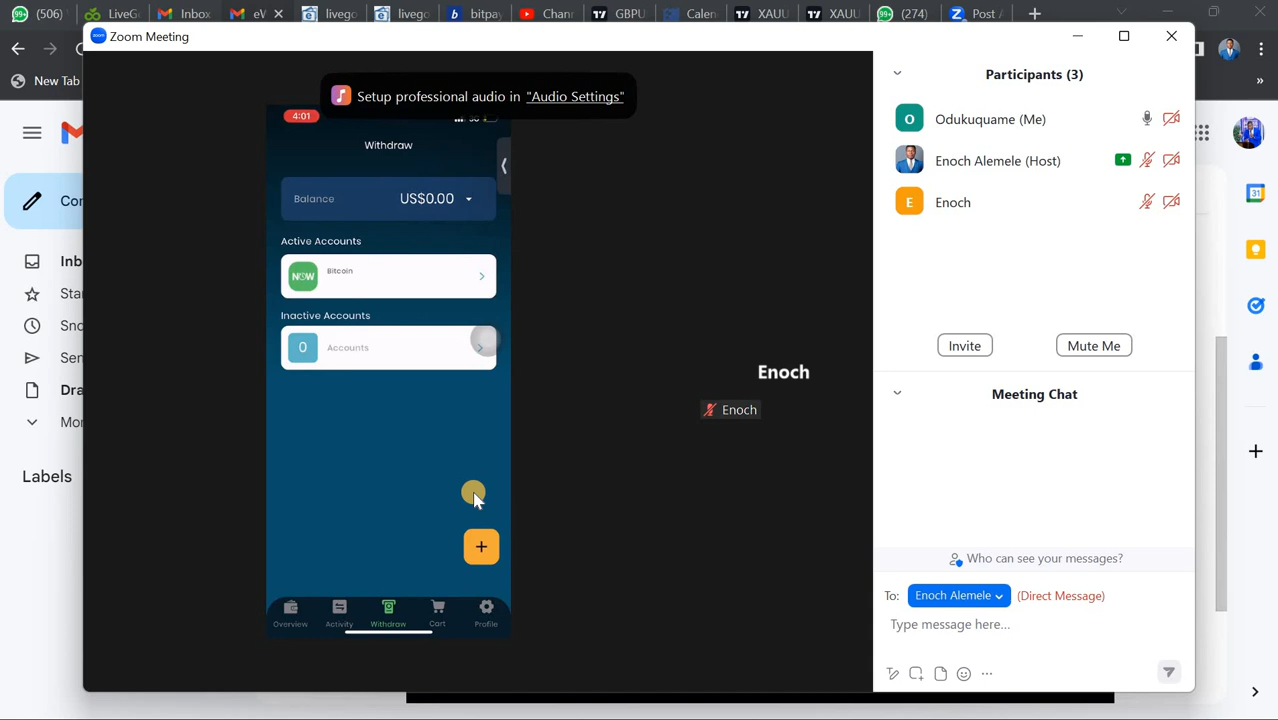 (506)
LiveG
Inbox
eV
livego
livego
bitpay
Chann
GBPU
Calen
XAUU
XAUU
(274)
Post A
Zoom Meeting
New Tab
Setup professional audio in "Audio Settings"
4:01
Withdraw
Balance
US$0.00
Active Accounts
NOW
Bitcoin
Inactive Accounts
0
Accounts
Overview
Activity
Withdraw
Cart
Profile
Enoch
Enoch
Participants (3)
O
Odukuquame (Me)
Enoch Alemele (Host)
E
Enoch
Invite
Mute Me
Meeting Chat
Who can see your messages?
To:
Enoch Alemele
(Direct Message)
Type message here...
Inb
Sta
Sno
Sen
Dra
Mor
Labels